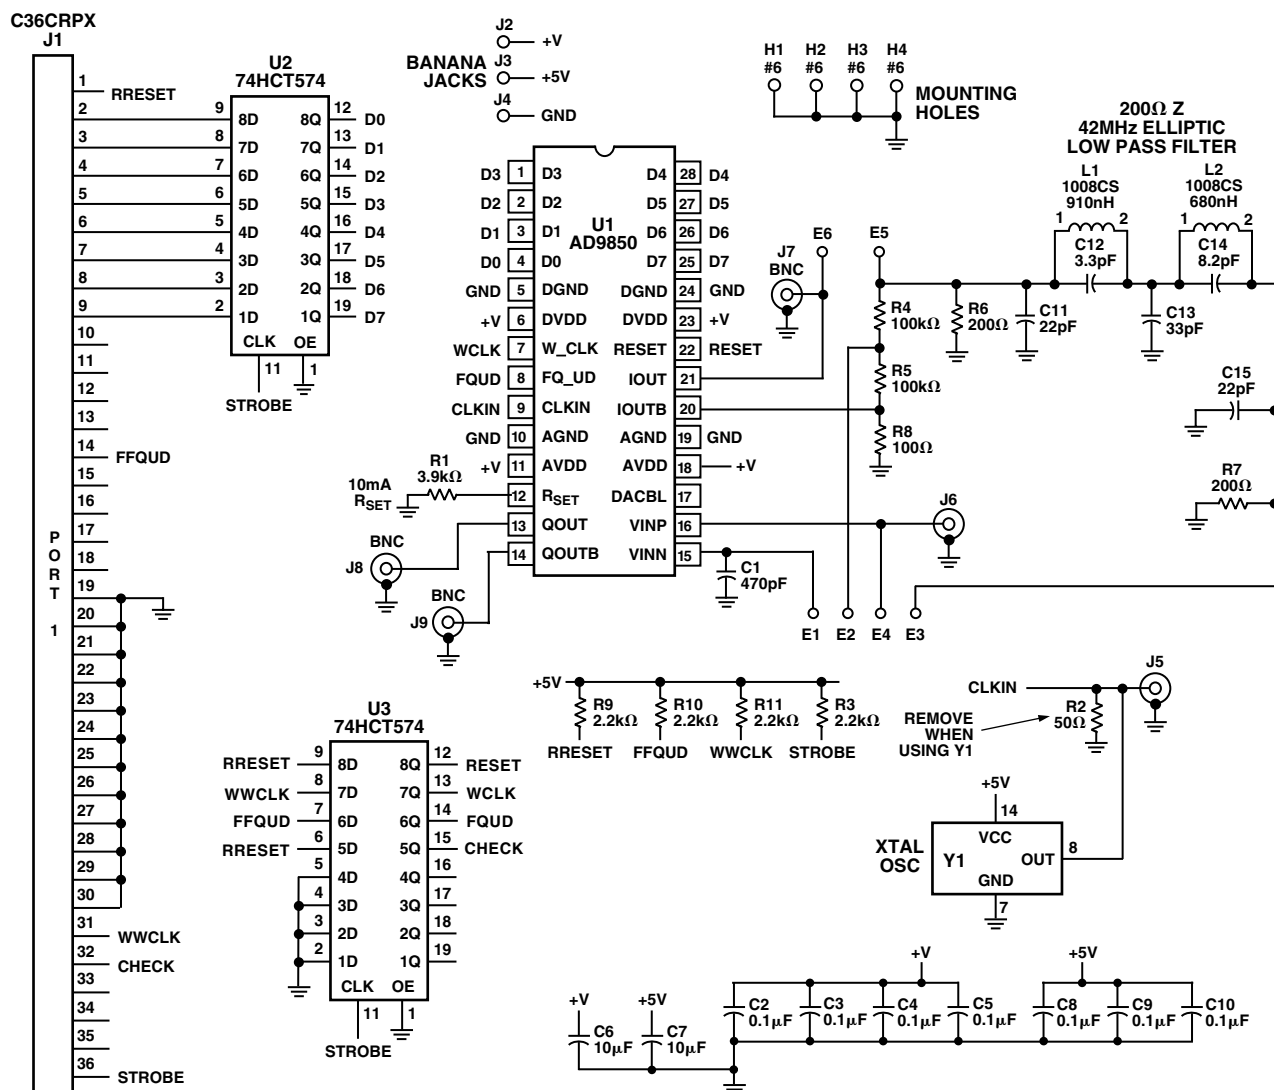 C36CRPX
J1
1
RRESET
2
3
4
5
6
7
8
9
10
11
12
13
14
FFQUD
15
16
17
18
19
20
21
22
23
24
25
26
27
28
29
30
31
WWCLK
32
CHECK
33
34
35
36
STROBE
PORT 1
U2
74HCT574
9 8D 8Q 12 D0
8 7D 7Q 13 D1
7 6D 6Q 14 D2
6 5D 5Q 15 D3
5 4D 4Q 16 D4
4 3D 3Q 17 D5
3 2D 2Q 18 D6
2 1D 1Q 19 D7
CLK OE
11 1
STROBE
J2
+V
BANANA JACKS
J3
+5V
J4
GND
H1 H2 H3 H4
#6 #6 #6 #6
MOUNTING
HOLES
U1
AD9850
D3 1 D3 D4 28 D4
D2 2 D2 D5 27 D5
D1 3 D1 D6 26 D6
D0 4 D0 D7 25 D7
GND 5 DGND DGND 24 GND
+V 6 DVDD DVDD 23 +V
WCLK 7 W_CLK RESET 22 RESET
FQUD 8 FQ_UD IOUT 21
CLKIN 9 CLKIN IOUTB 20
GND 10 AGND AGND 19 GND
+V 11 AVDD AVDD 18 +V
12 RSET DACBL 17
13 QOUT VINP 16
14 QOUTB VINN 15
R1
3.9kΩ
10mA
RSET
BNC
J8
BNC
J9
J7
BNC
E6
E5
200Ω Z
42MHz ELLIPTIC
LOW PASS FILTER
L1
1008CS
910nH
1 2
C12
3.3pF
L2
1008CS
680nH
1 2
C14
8.2pF
R4
100kΩ
R6
200Ω
C11
22pF
C13
33pF
R5
100kΩ
R8
100Ω
C15
22pF
R7
200Ω
J6
C1
470pF
E1 E2 E4 E3
+5V
R9
2.2kΩ
R10
2.2kΩ
R11
2.2kΩ
R3
2.2kΩ
RRESET FFQUD WWCLK STROBE
CLKIN
J5
R2
50Ω
REMOVE
WHEN
USING Y1
+5V
14
VCC
XTAL
OSC
Y1
OUT
8
GND
7
U3
74HCT574
RRESET 9 8D 8Q 12 RESET
WWCLK 8 7D 7Q 13 WCLK
FFQUD 7 6D 6Q 14 FQUD
RRESET 6 5D 5Q 15 CHECK
5 4D 4Q 16
4 3D 3Q 17
3 2D 2Q 18
2 1D 1Q 19
CLK OE
11 1
STROBE
+V
C6
10µF
+5V
C7
10µF
+V
C2
0.1µF
C3
0.1µF
C4
0.1µF
C5
0.1µF
+5V
C8
0.1µF
C9
0.1µF
C10
0.1µF